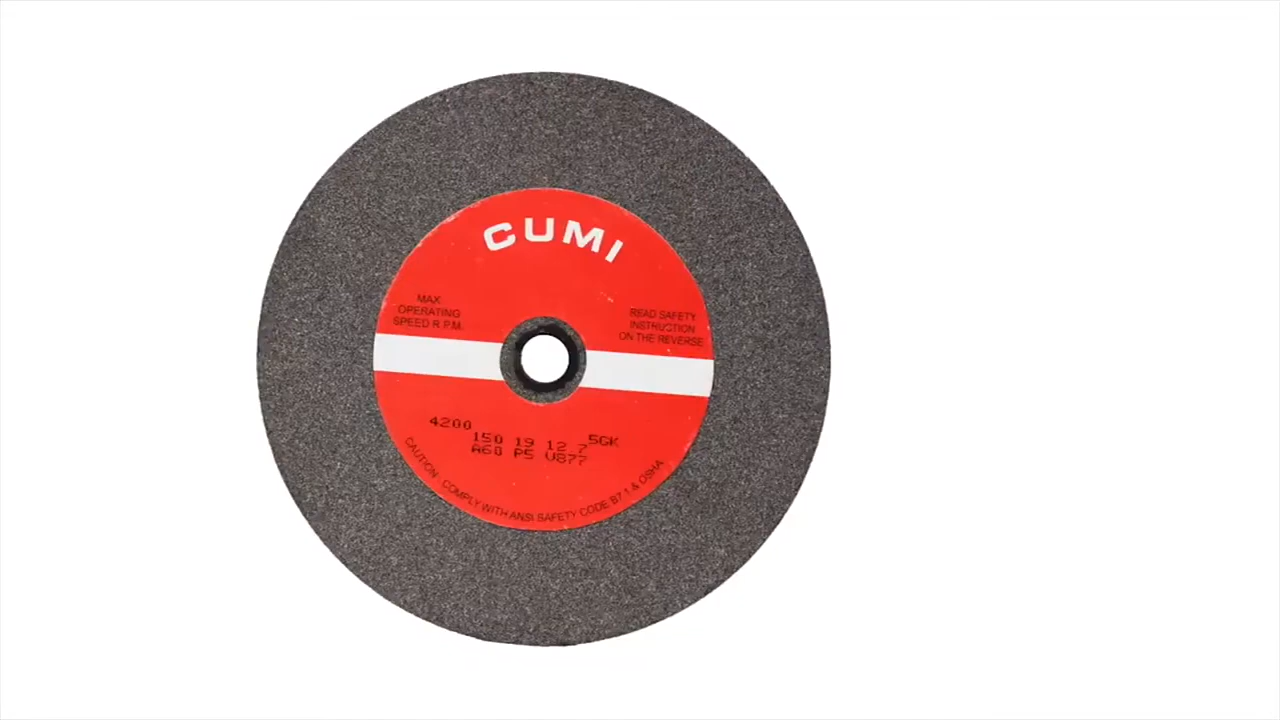 CUMI
MAX.
OPERATING
SPEED R.P.M.
READ SAFETY
INSTRUCTION
ON THE REVERSE
4200
150 19 12.7 5GK
A60 P5 V877
CAUTION: COMPLY WITH ANSI SAFETY CODE B7.1 & OSHA